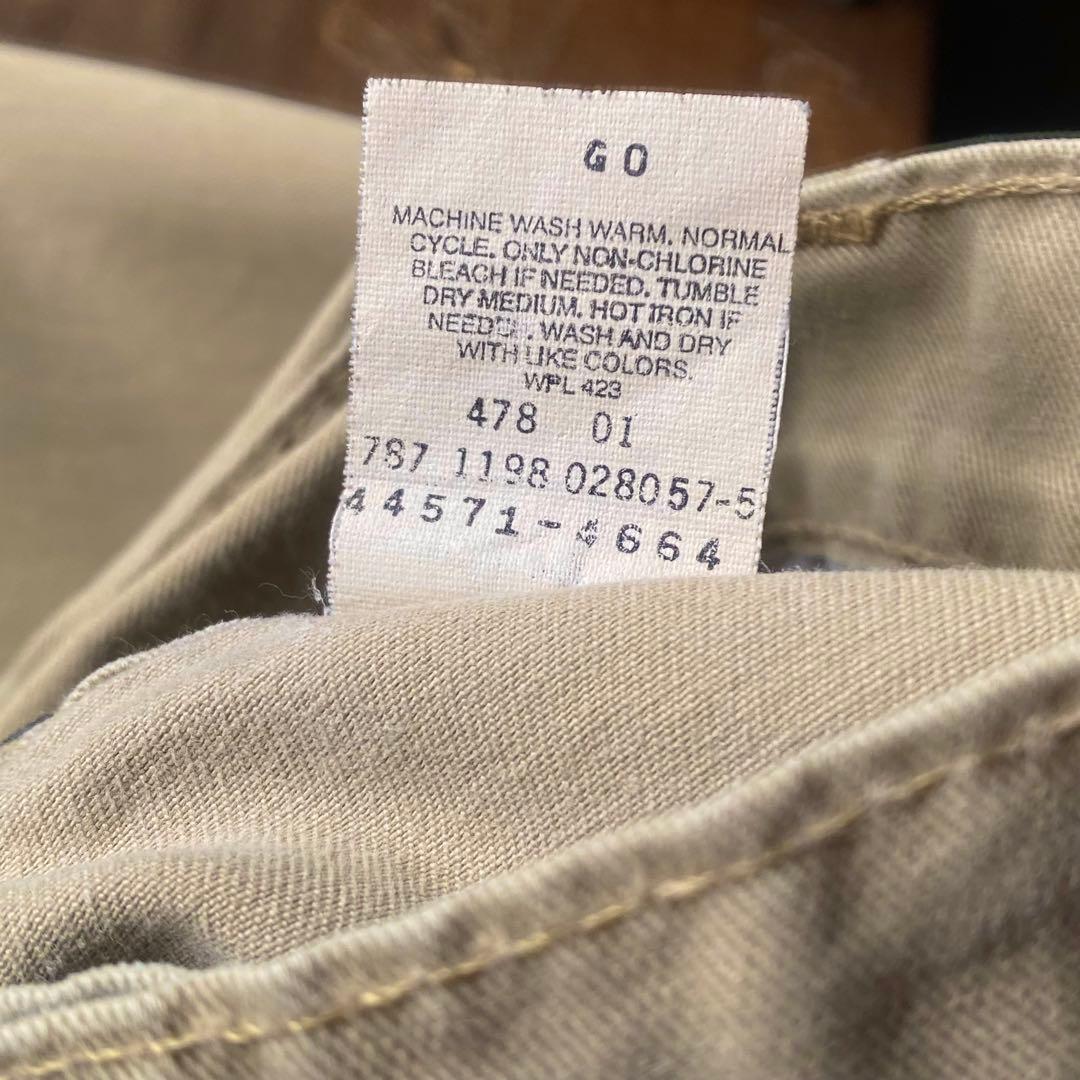 GO
MACHINE WASH WARM. NORMAL
CYCLE. ONLY NON-CHLORINE
BLEACH IF NEEDED. TUMBLE
DRY MEDIUM. HOT IRON IF
WASH AND DRY
WITH LIKE COLORS.
WPL 423
478 01
787 1198 028057-5
44571-4664